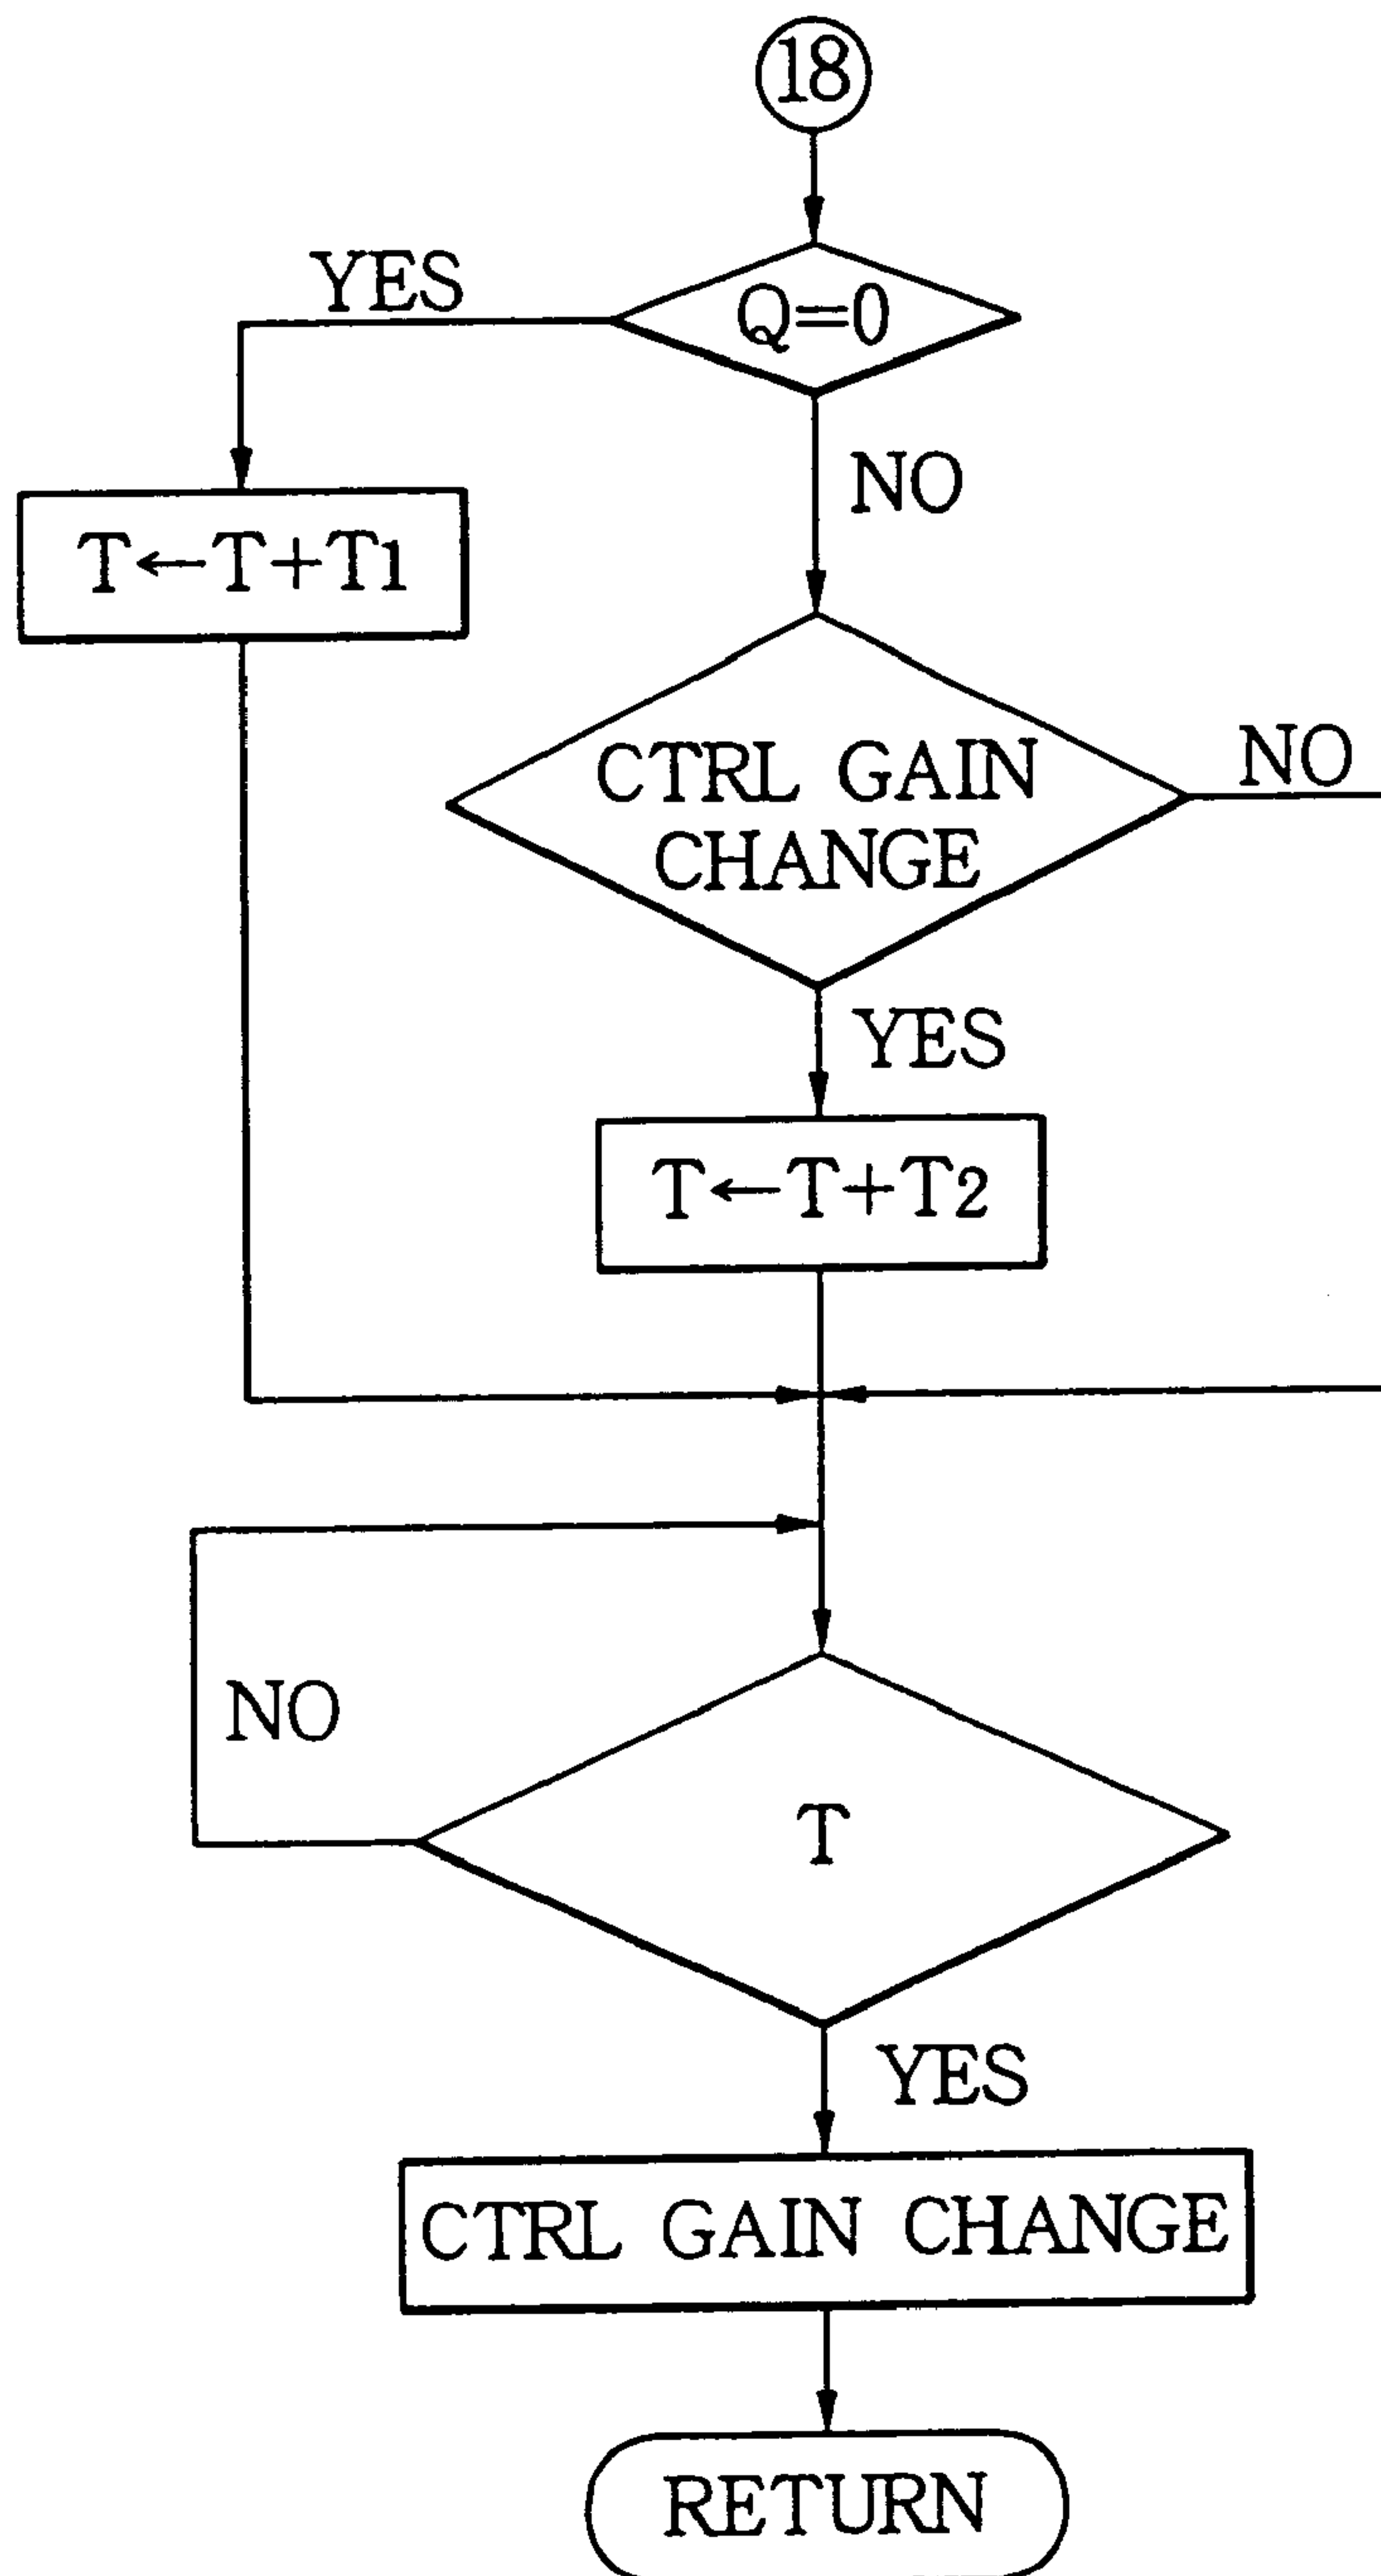 18
YES
Q=0
NO
T←T+T1
CTRL GAIN
CHANGE
NO
YES
T←T+T2
NO
T
YES
CTRL GAIN CHANGE
RETURN